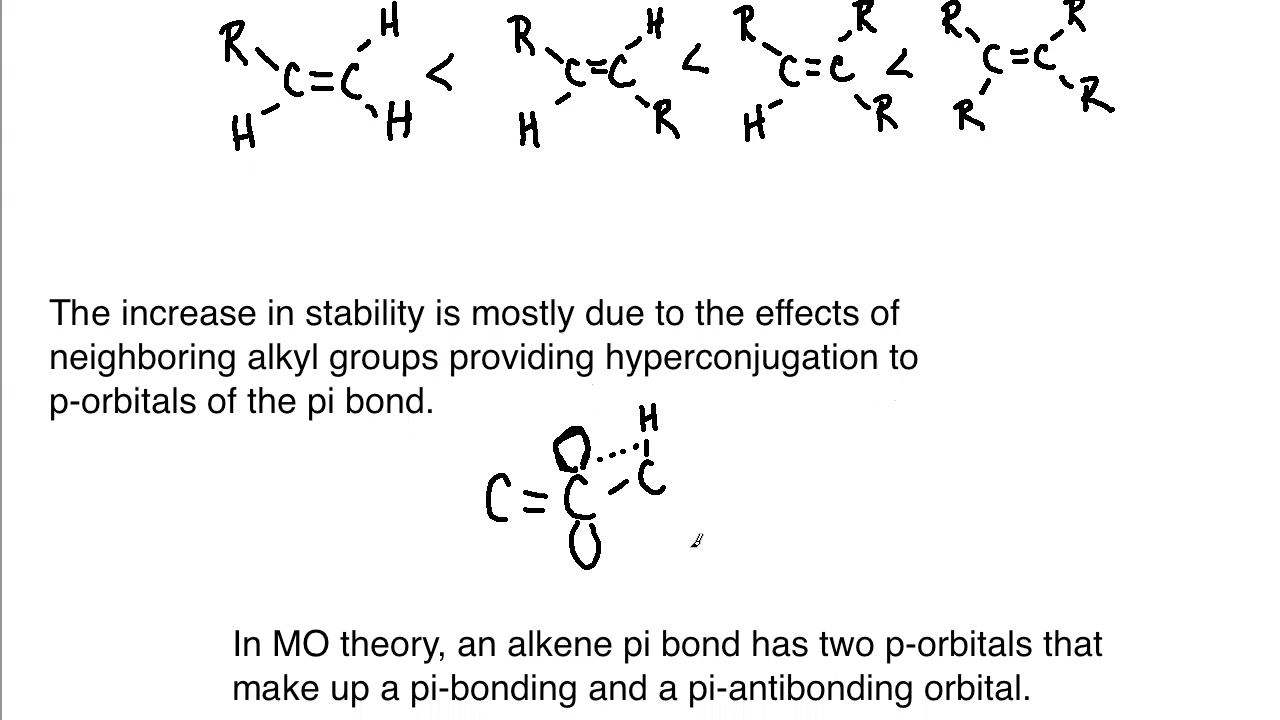 R H R H R R R R
C=C < C=C < C=C < C=C
H H H R H R R R
The increase in stability is mostly due to the effects of
neighboring alkyl groups providing hyperconjugation to
p-orbitals of the pi bond.
H
C=C-C
In MO theory, an alkene pi bond has two p-orbitals that
make up a pi-bonding and a pi-antibonding orbital.